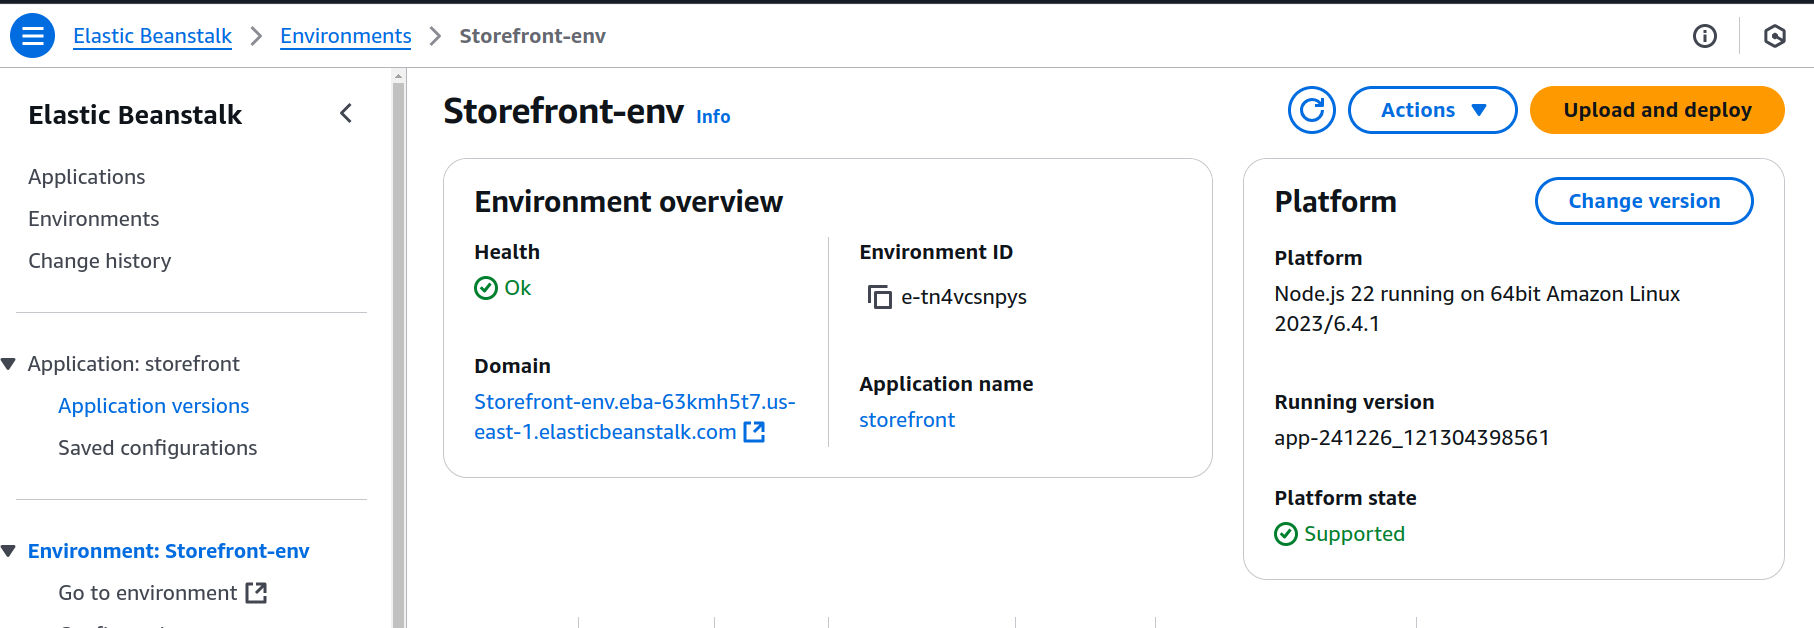 Elastic Beanstalk > Environments > Storefront-env
Elastic Beanstalk
Applications
Environments
Change history
Application: storefront
Application versions
Saved configurations
Environment: Storefront-env
Go to environment
Storefront-env Info
Actions
Upload and deploy
Environment overview
Health
Ok
Domain
Storefront-env.eba-63kmh5t7.us-
east-1.elasticbeanstalk.com
Environment ID
e-tn4vcsnpys
Application name
storefront
Platform
Change version
Platform
Node.js 22 running on 64bit Amazon Linux
2023/6.4.1
Running version
app-241226_121304398561
Platform state
Supported